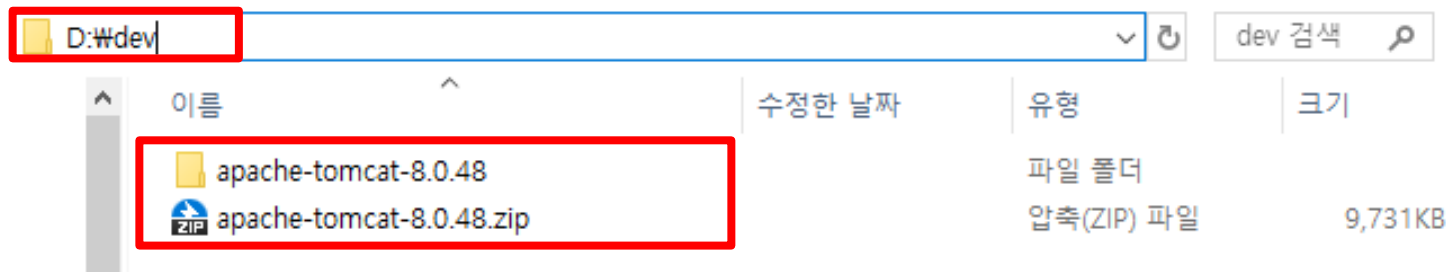 D:₩dev dev 검색
이름 수정한 날짜 유형 크기
apache-tomcat-8.0.48 파일 폴더
ZIP apache-tomcat-8.0.48.zip 압축(ZIP) 파일 9,731KB